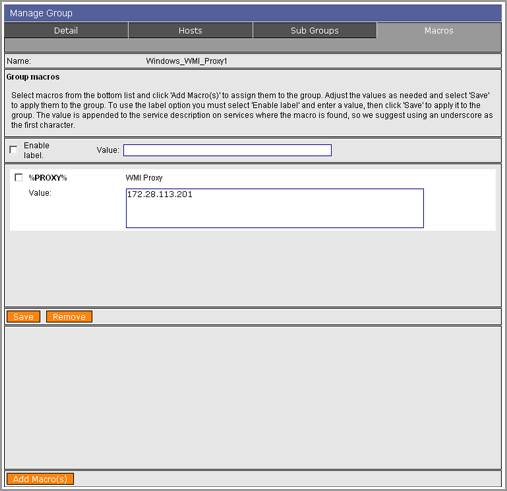 Manage Group
Detail Hosts Sub Groups Macros
Name: Windows_WMI_Proxy1
Group macros
Select macros from the bottom list and click 'Add Macro(s)' to assign them to the group. Adjust the values as needed and select 'Save'
to apply them to the group. To use the label option you must select 'Enable label' and enter a value, then click 'Save' to apply it to the
group. The value is appended to the service description on services where the macro is found, so we suggest using an underscore as
the first character.
Enable
label.
Value:
%PROXY% WMI Proxy
Value: 172.28.113.201
Save Remove
Add Macro(s)